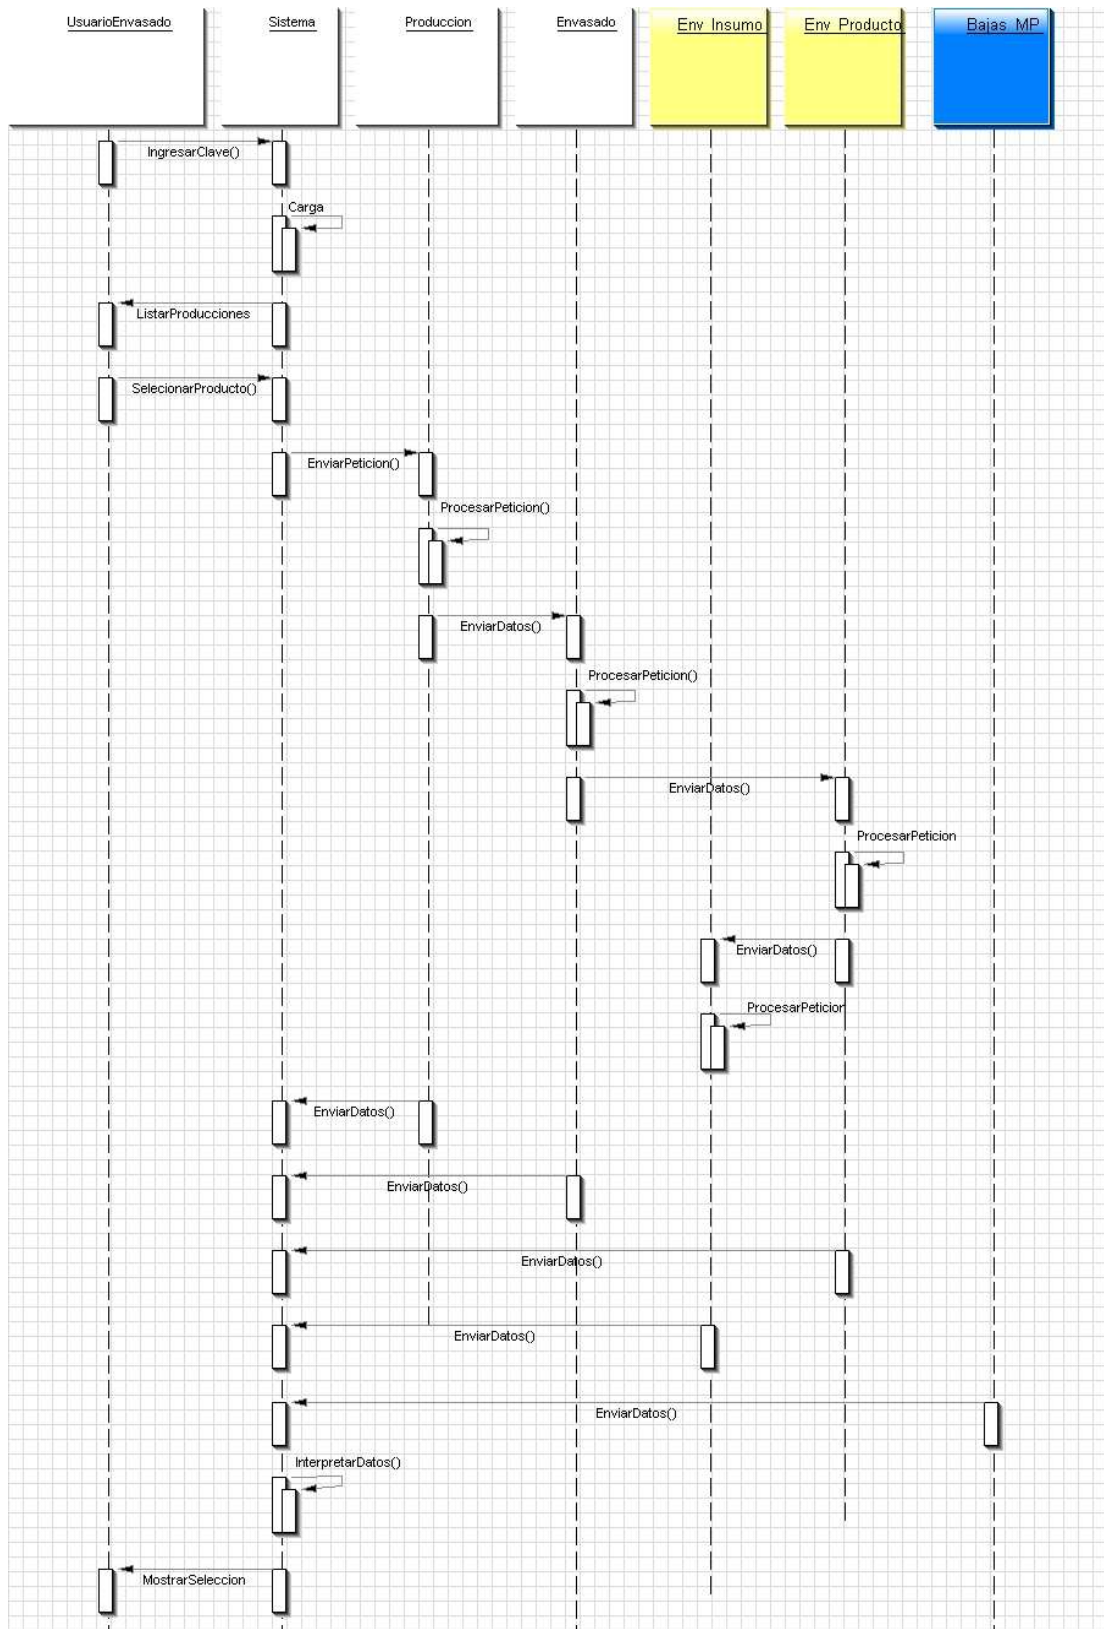 UsuarioEnvasado Sistema Produccion Envasado Env_Insumo Env_Producto Bajas_MP
IngresarClave()
Carga
ListarProducciones
SelecionarProducto()
EnviarPeticion()
ProcesarPeticion()
EnviarDatos()
ProcesarPeticion()
EnviarDatos()
ProcesarPeticion
EnviarDatos()
ProcesarPeticion
EnviarDatos()
EnviarDatos()
EnviarDatos()
EnviarDatos()
EnviarDatos()
InterpretarDatos()
MostrarSeleccion